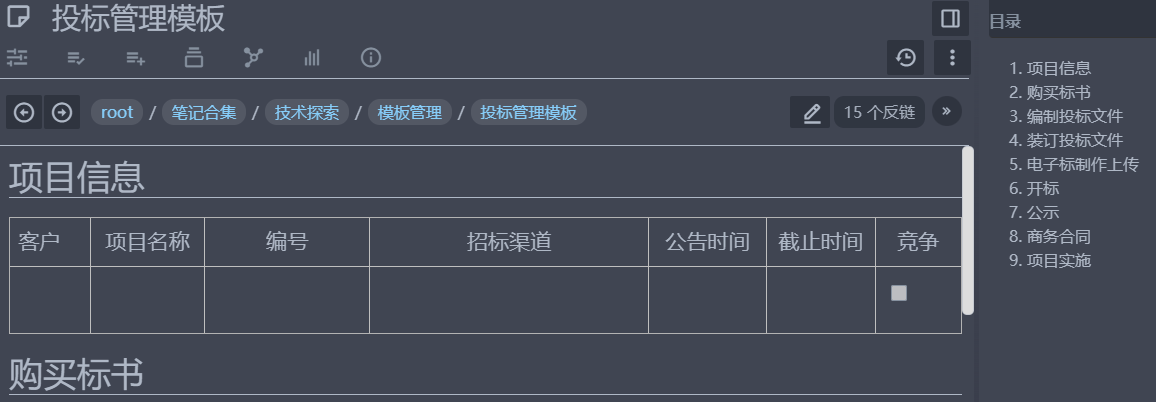 投标管理模板
root / 笔记合集 / 技术探索 / 模板管理 / 投标管理模板
15 个反链 »
项目信息
客户 项目名称 编号 招标渠道 公告时间 截止时间 竞争
购买标书
目录
1. 项目信息
2. 购买标书
3. 编制投标文件
4. 装订投标文件
5. 电子标制作上传
6. 开标
7. 公示
8. 商务合同
9. 项目实施